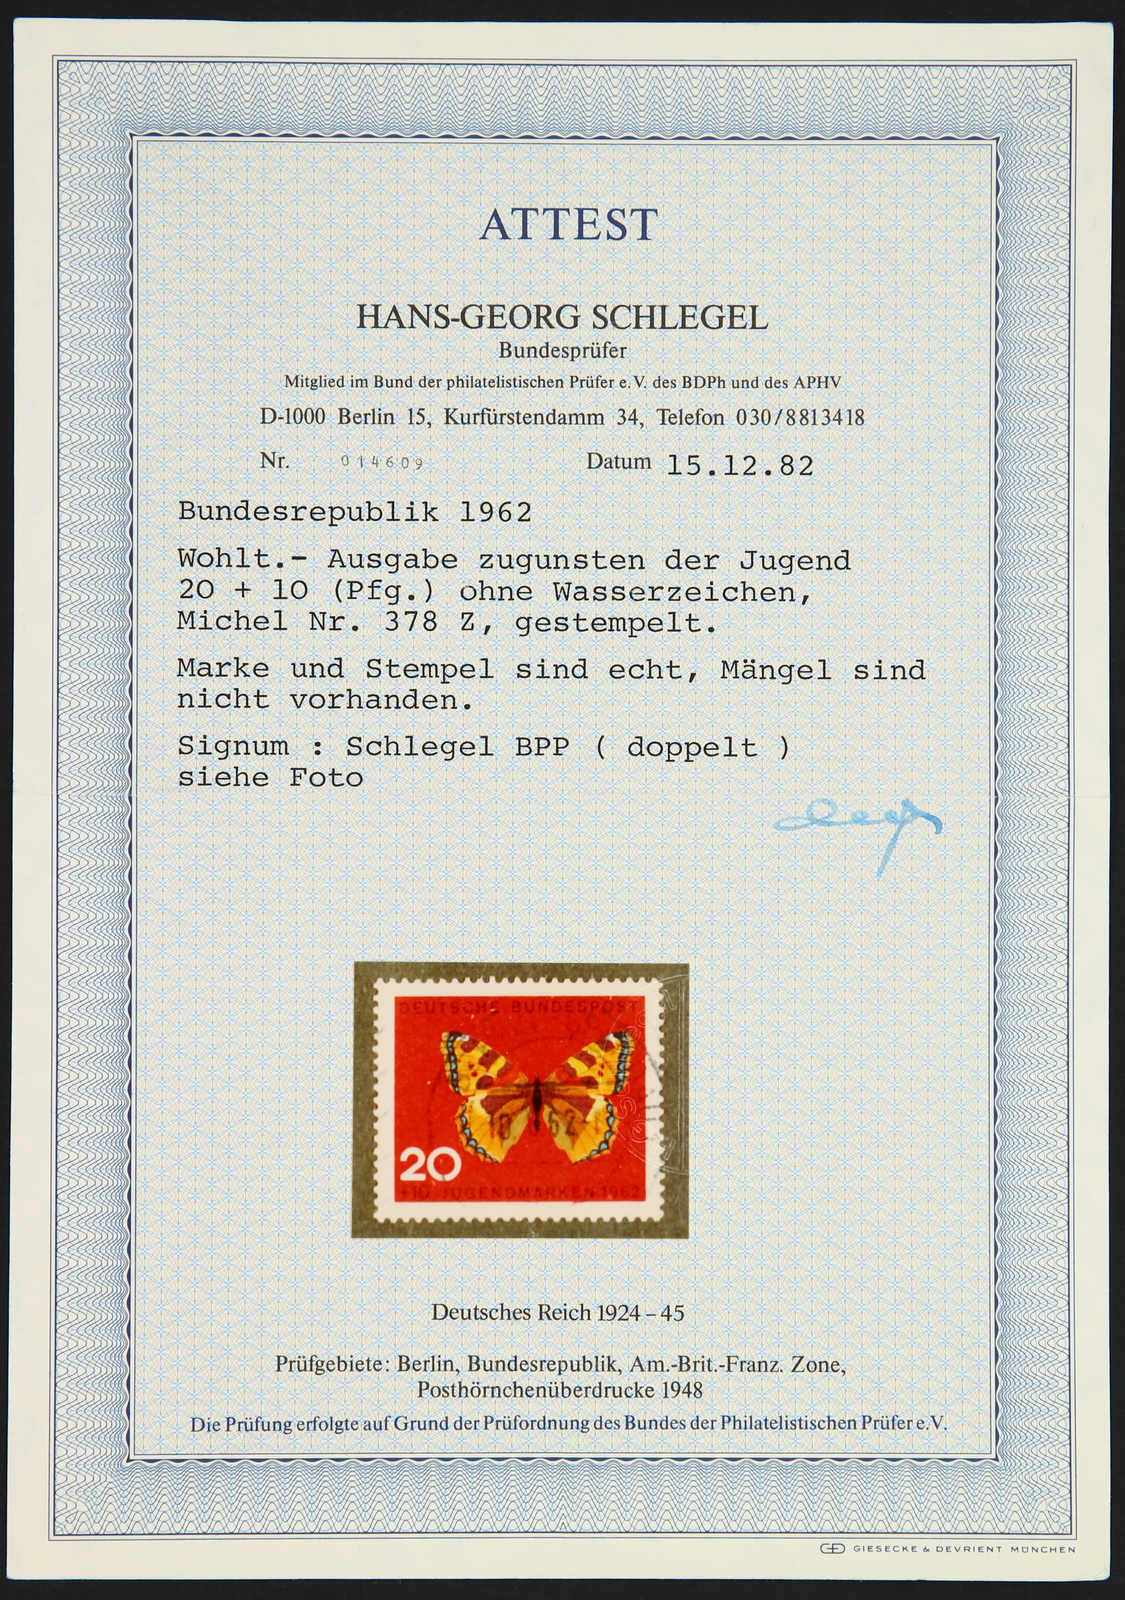 ATTEST
HANS-GEORG SCHLEGEL
Bundesprüfer
Mitglied im Bund der philatelistischen Prüfer e.V. des BDPh und des APHV
D-1000 Berlin 15, Kurfürstendamm 34, Telefon 030/8813418
Nr. 014609 Datum 15.12.82
Bundesrepublik 1962
Wohlt.- Ausgabe zugunsten der Jugend
20 + 10 (Pfg.) ohne Wasserzeichen,
Michel Nr. 378 Z, gestempelt.
Marke und Stempel sind echt, Mängel sind
nicht vorhanden.
Signum : Schlegel BPP ( doppelt )
siehe Foto
DEUTSCHE BUNDESPOST
20
+10 JUGENDMARKEN 1962
Deutsches Reich 1924 – 45
Prüfgebiete: Berlin, Bundesrepublik, Am.-Brit.-Franz. Zone,
Posthörnchenüberdrucke 1948
Die Prüfung erfolgte auf Grund der Prüfordnung des Bundes der Philatelistischen Prüfer e.V.
GIESECKE & DEVRIENT MÜNCHEN